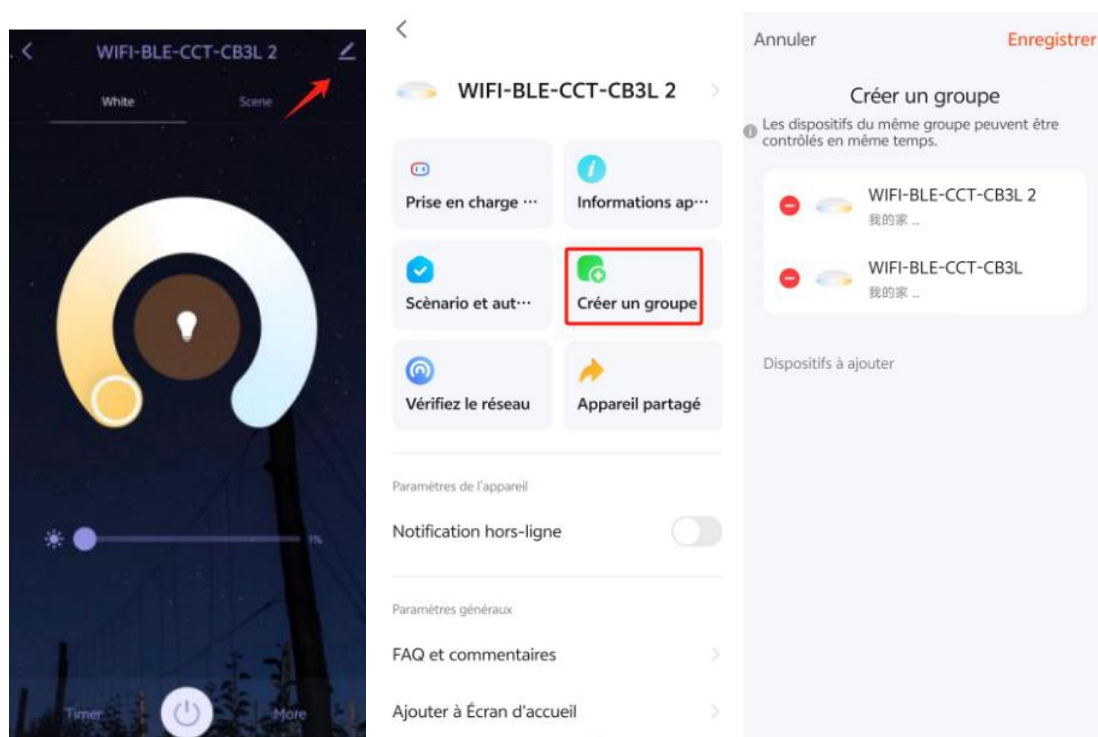 WIFI-BLE-CCT-CB3L 2
White Scene
1%
Timer More
WIFI-BLE-CCT-CB3L 2
Prise en charge ... Informations ap...
Scènario et aut... Créer un groupe
Vérifiez le réseau Appareil partagé
Paramètres de l'appareil
Notification hors-ligne
Paramètres généraux
FAQ et commentaires
Ajouter à Écran d'accueil
Annuler Enregistrer
Créer un groupe
Les dispositifs du même groupe peuvent être
contrôlés en même temps.
WIFI-BLE-CCT-CB3L 2
我的家 ..
WIFI-BLE-CCT-CB3L
我的家 ..
Dispositifs à ajouter